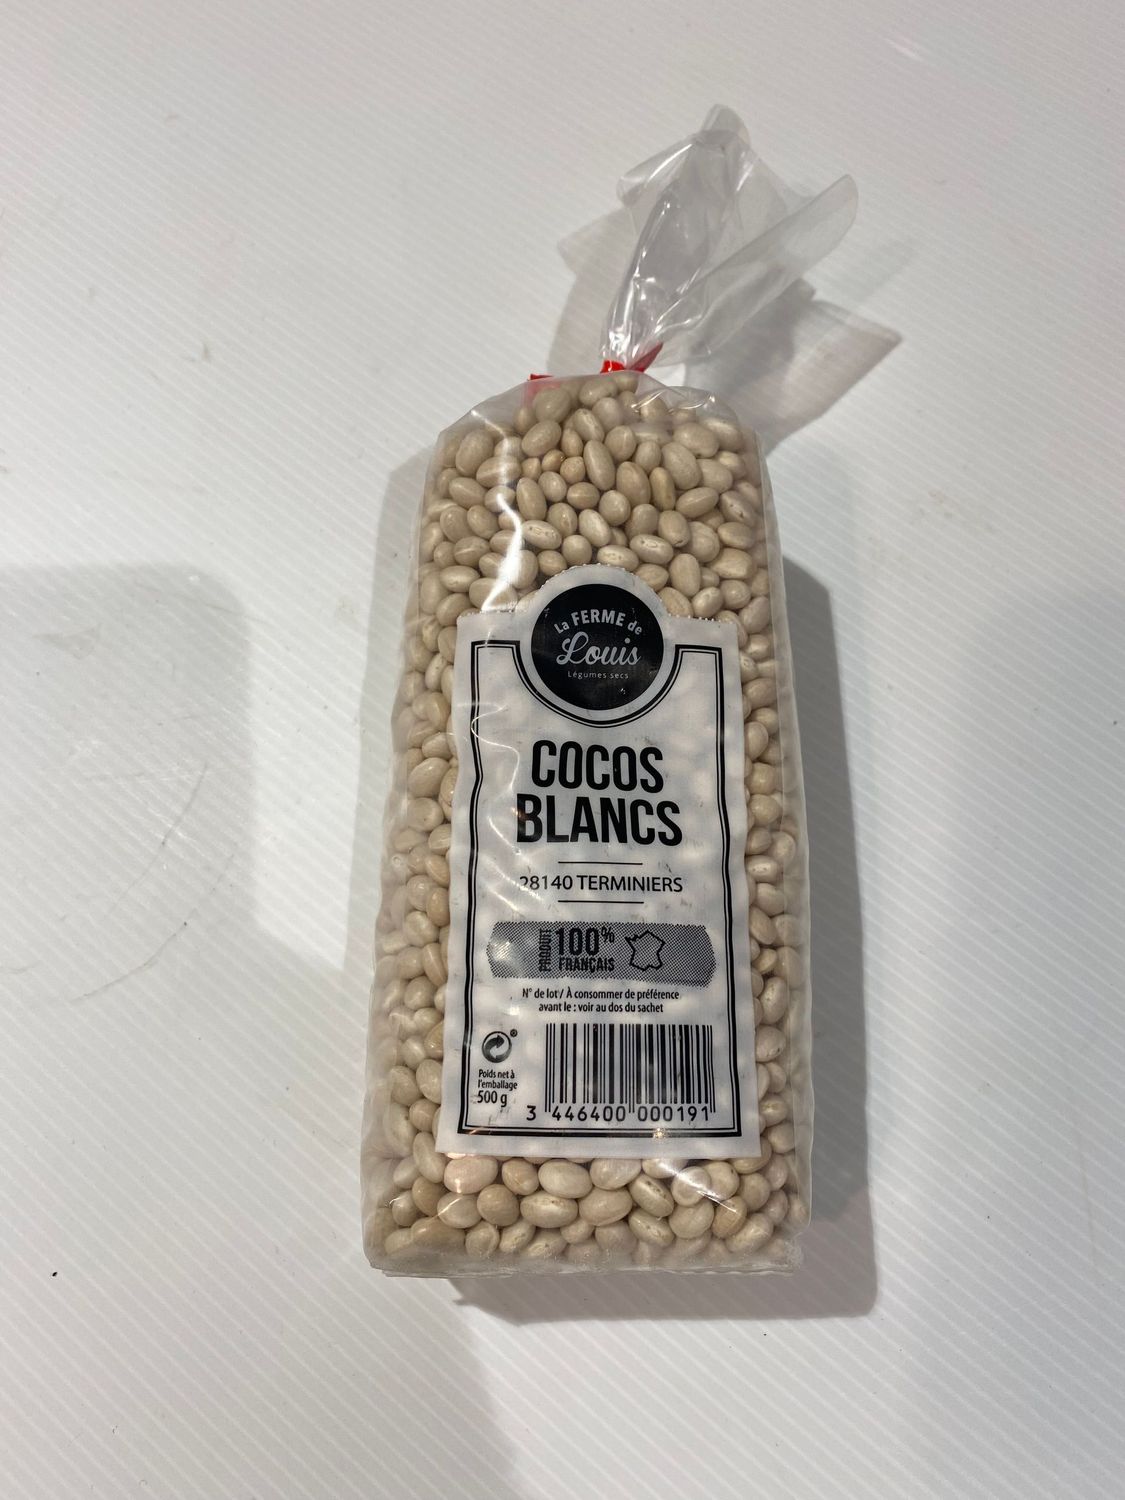 La FERME de
Louis
Légumes secs
COCOS
BLANCS
28140 TERMINIERS
PRODUIT
100%
FRANÇAIS
N° de lot / À consommer de préférence
avant le : voir au dos du sachet
Poids net à
l'emballage
500 g
3 446400 000191